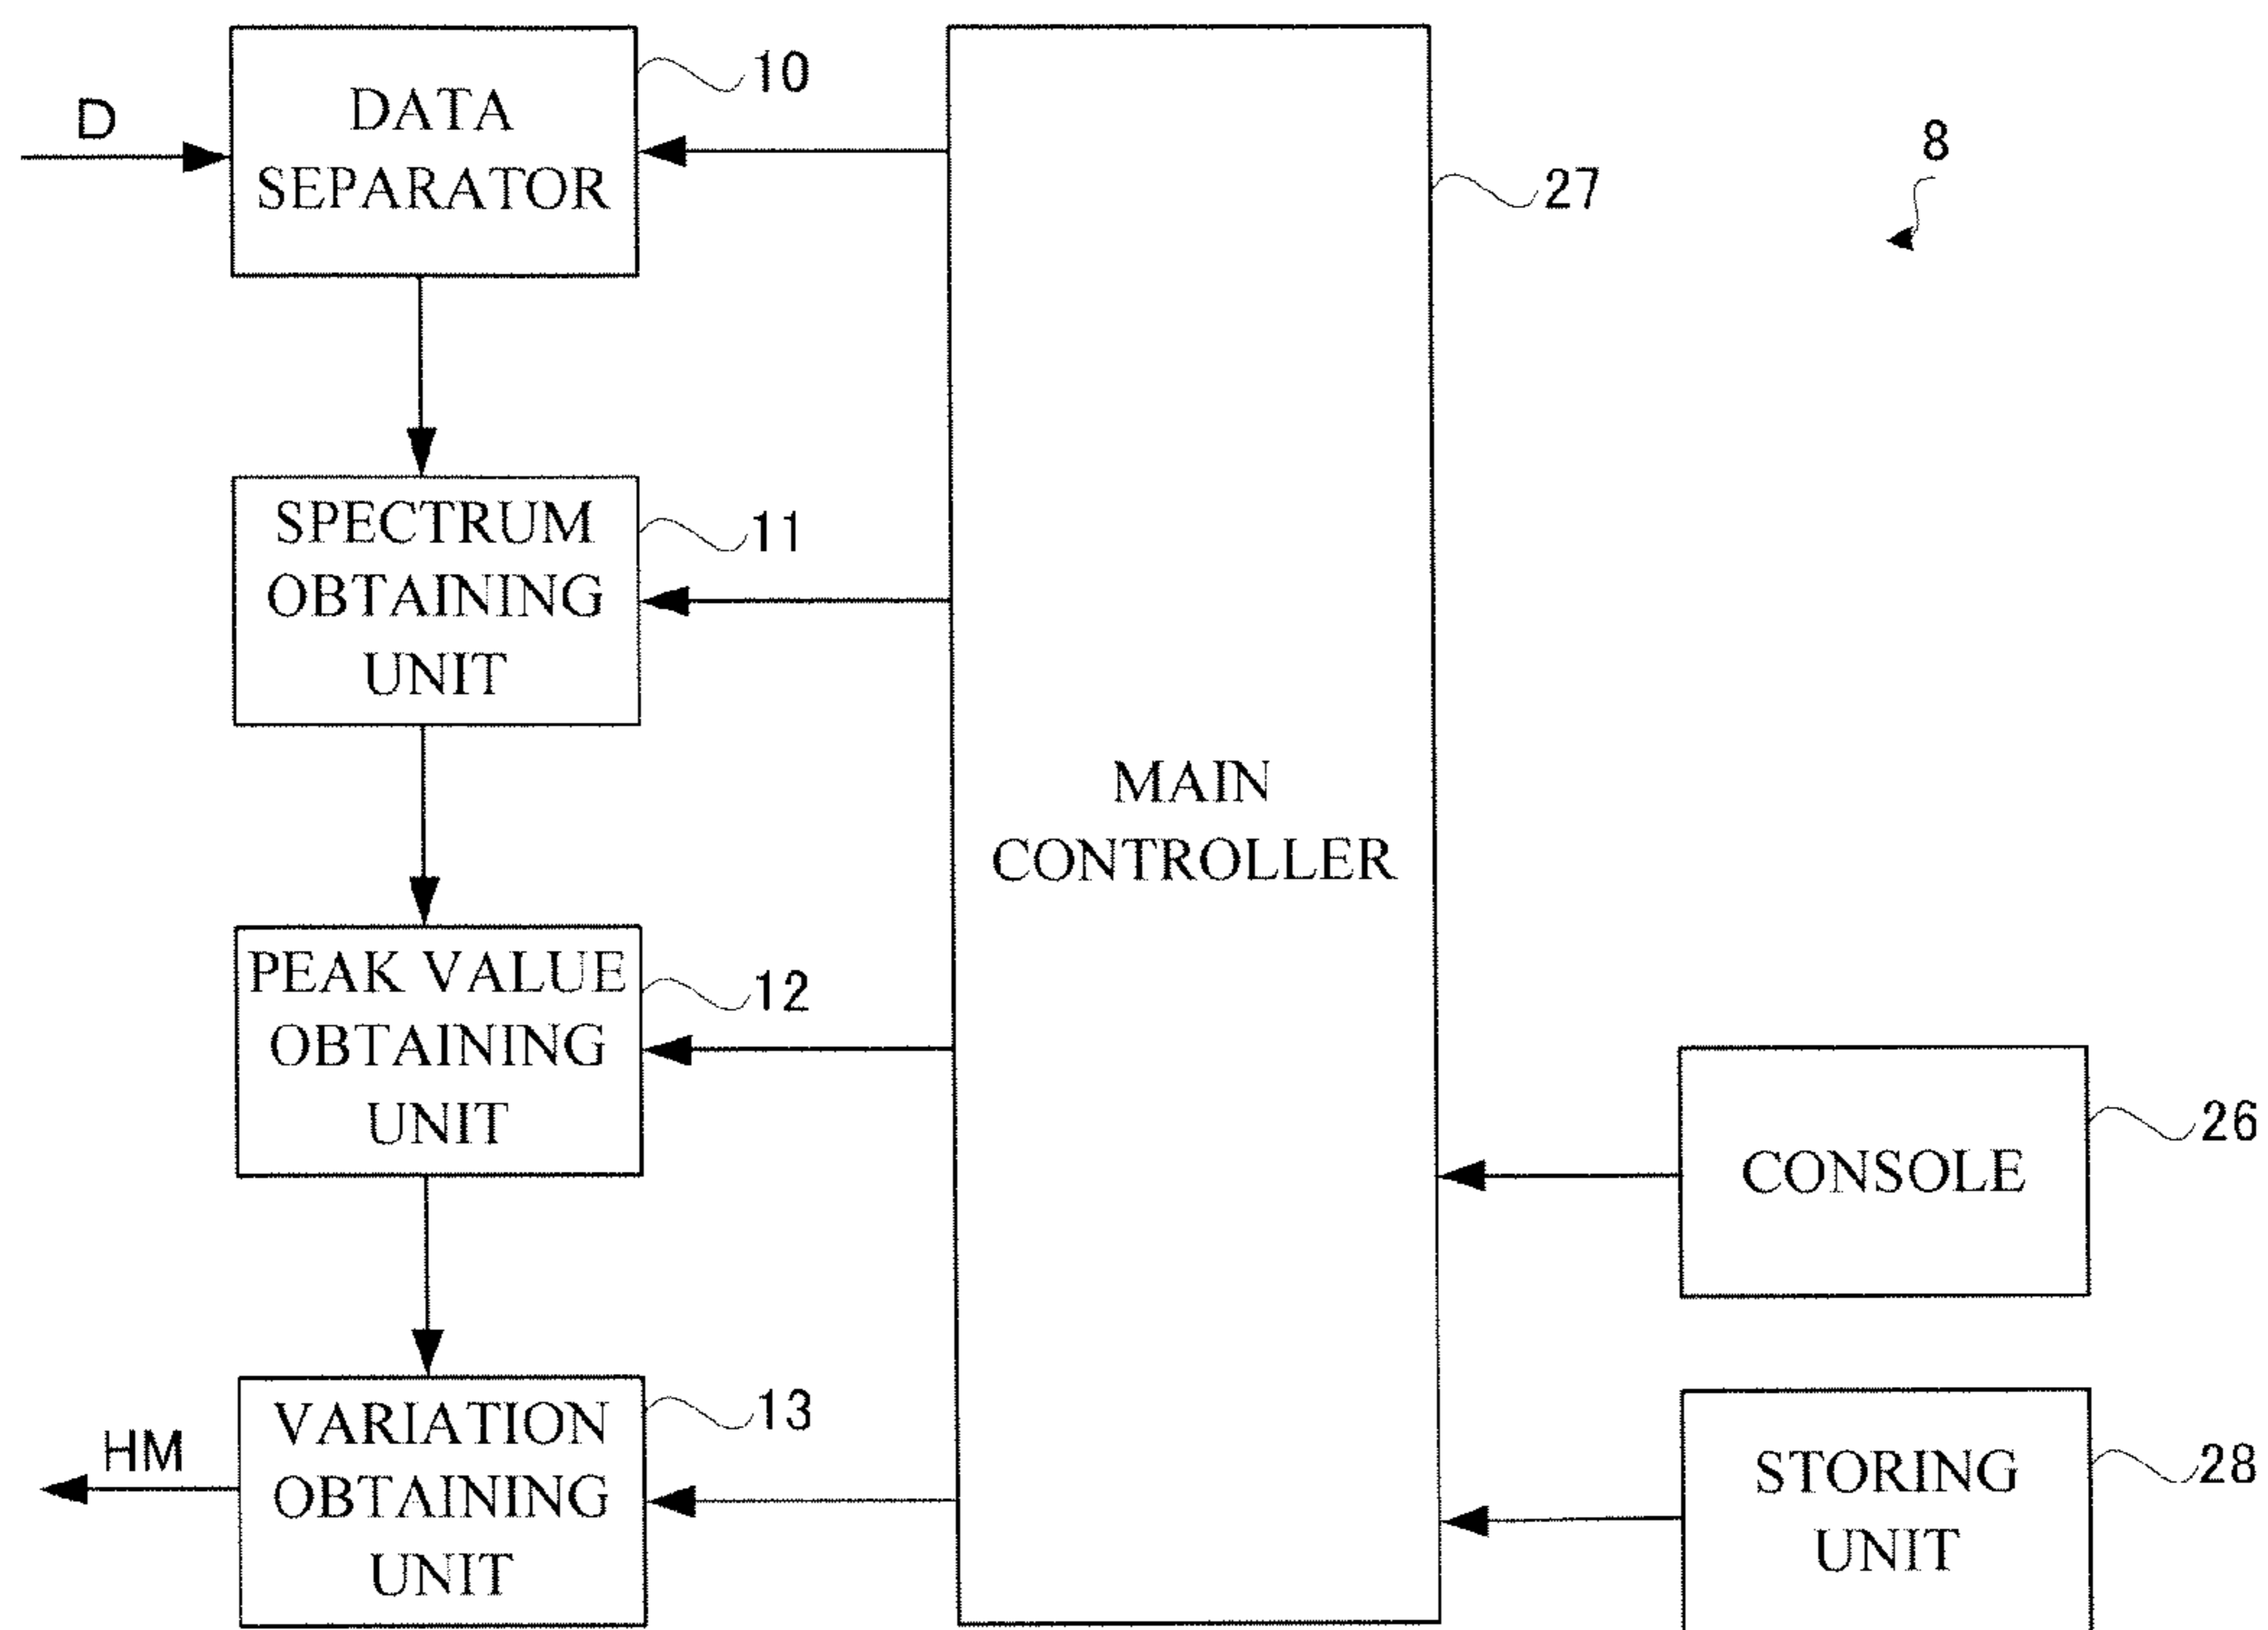 D
DATA
SEPARATOR
10
27
8
SPECTRUM
OBTAINING
UNIT
11
MAIN
CONTROLLER
PEAK VALUE
OBTAINING
UNIT
12
CONSOLE
26
VARIATION
OBTAINING
UNIT
13
HM
STORING
UNIT
28